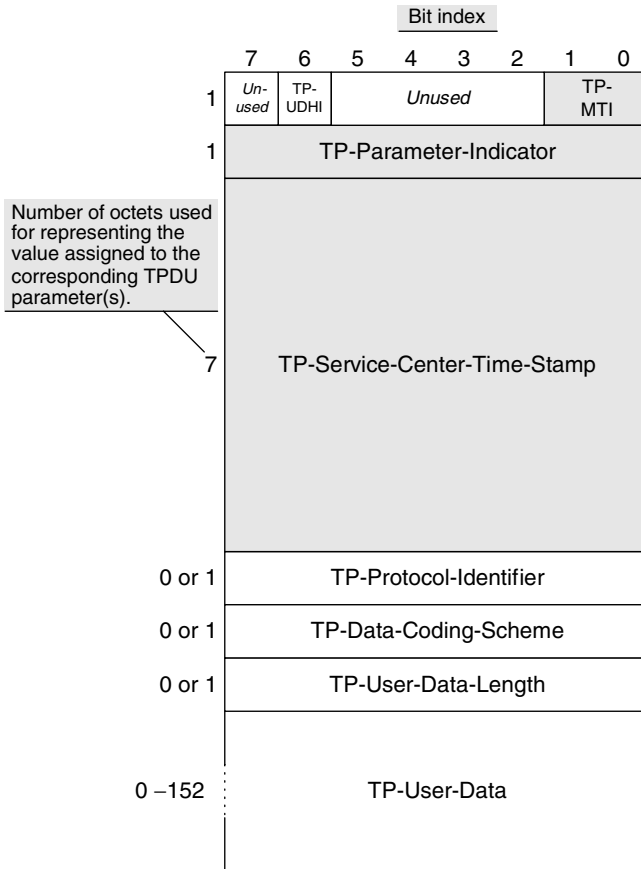 Bit index
7 6 5 4 3 2 1 0
1
Un-
used
TP-
UDHI
Unused
TP-
MTI
1 TP-Parameter-Indicator
Number of octets used
for representing the
value assigned to the
corresponding TPDU
parameter(s).
7 TP-Service-Center-Time-Stamp
0 or 1 TP-Protocol-Identifier
0 or 1 TP-Data-Coding-Scheme
0 or 1 TP-User-Data-Length
0 –152 TP-User-Data